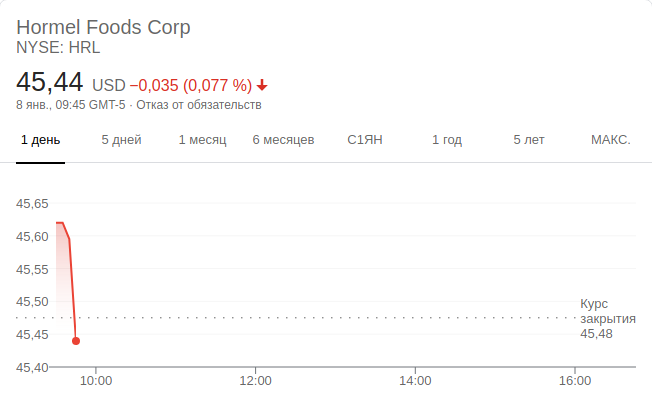 Hormel Foods Corp
NYSE: HRL
45,44 USD −0,035 (0,077 %)
8 янв., 09:45 GMT-5 · Отказ от обязательств
1 день 5 дней 1 месяц 6 месяцев С1ЯН 1 год 5 лет МАКС.
45,65
45,60
45,55
45,50
Курс
закрытия
45,48
45,45
45,40
10:00 12:00 14:00 16:00